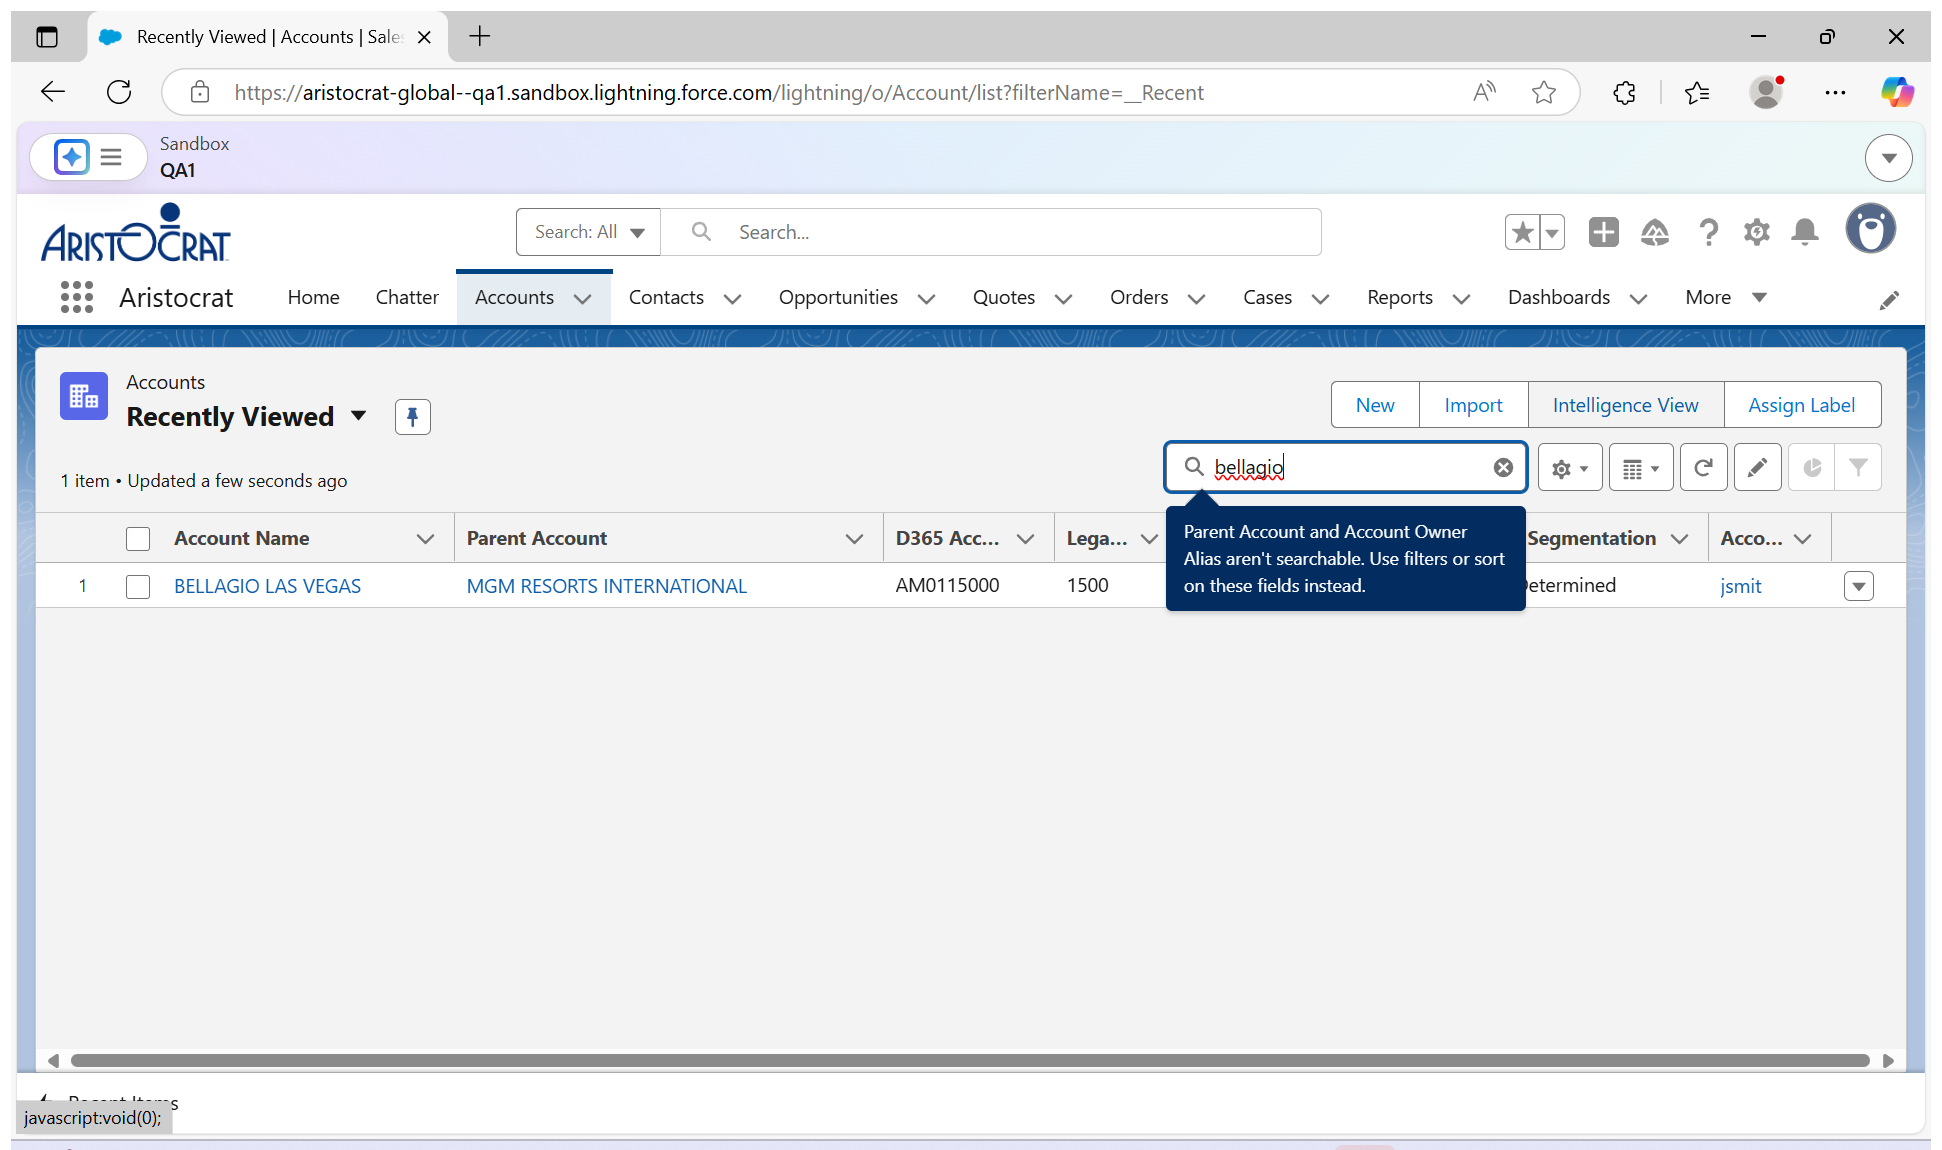 Recently Viewed | Accounts | Sale
https://aristocrat-global--qa1.sandbox.lightning.force.com/lightning/o/Account/list?filterName=__Recent
Sandbox
QA1
ARISTOCRAT
Search: All
Search...
Aristocrat
Home
Chatter
Accounts
Contacts
Opportunities
Quotes
Orders
Cases
Reports
Dashboards
More
Accounts
Recently Viewed
New
Import
Intelligence View
Assign Label
1 item • Updated a few seconds ago
bellagio
Account Name
Parent Account
D365 Acc...
Lega...
Segmentation
Acco...
Parent Account and Account Owner
Alias aren't searchable. Use filters or sort
on these fields instead.
1
BELLAGIO LAS VEGAS
MGM RESORTS INTERNATIONAL
AM0115000
1500
etermined
jsmit
Recent Items
javascript:void(0);